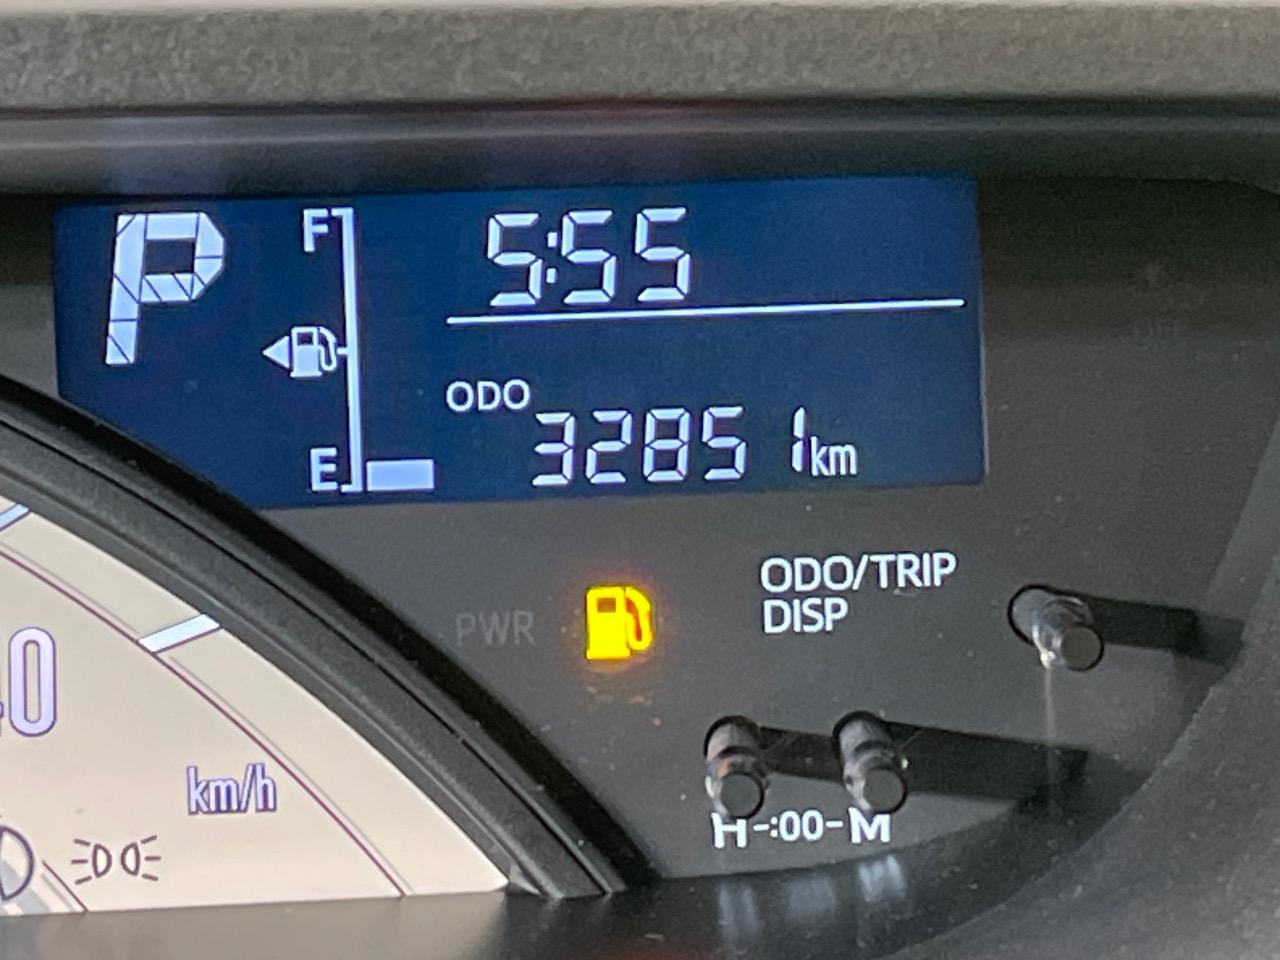 P
F
5:55
ODO
32851km
E
ODO/TRIP
DISP
PWR
40
km/h
H-:00-M